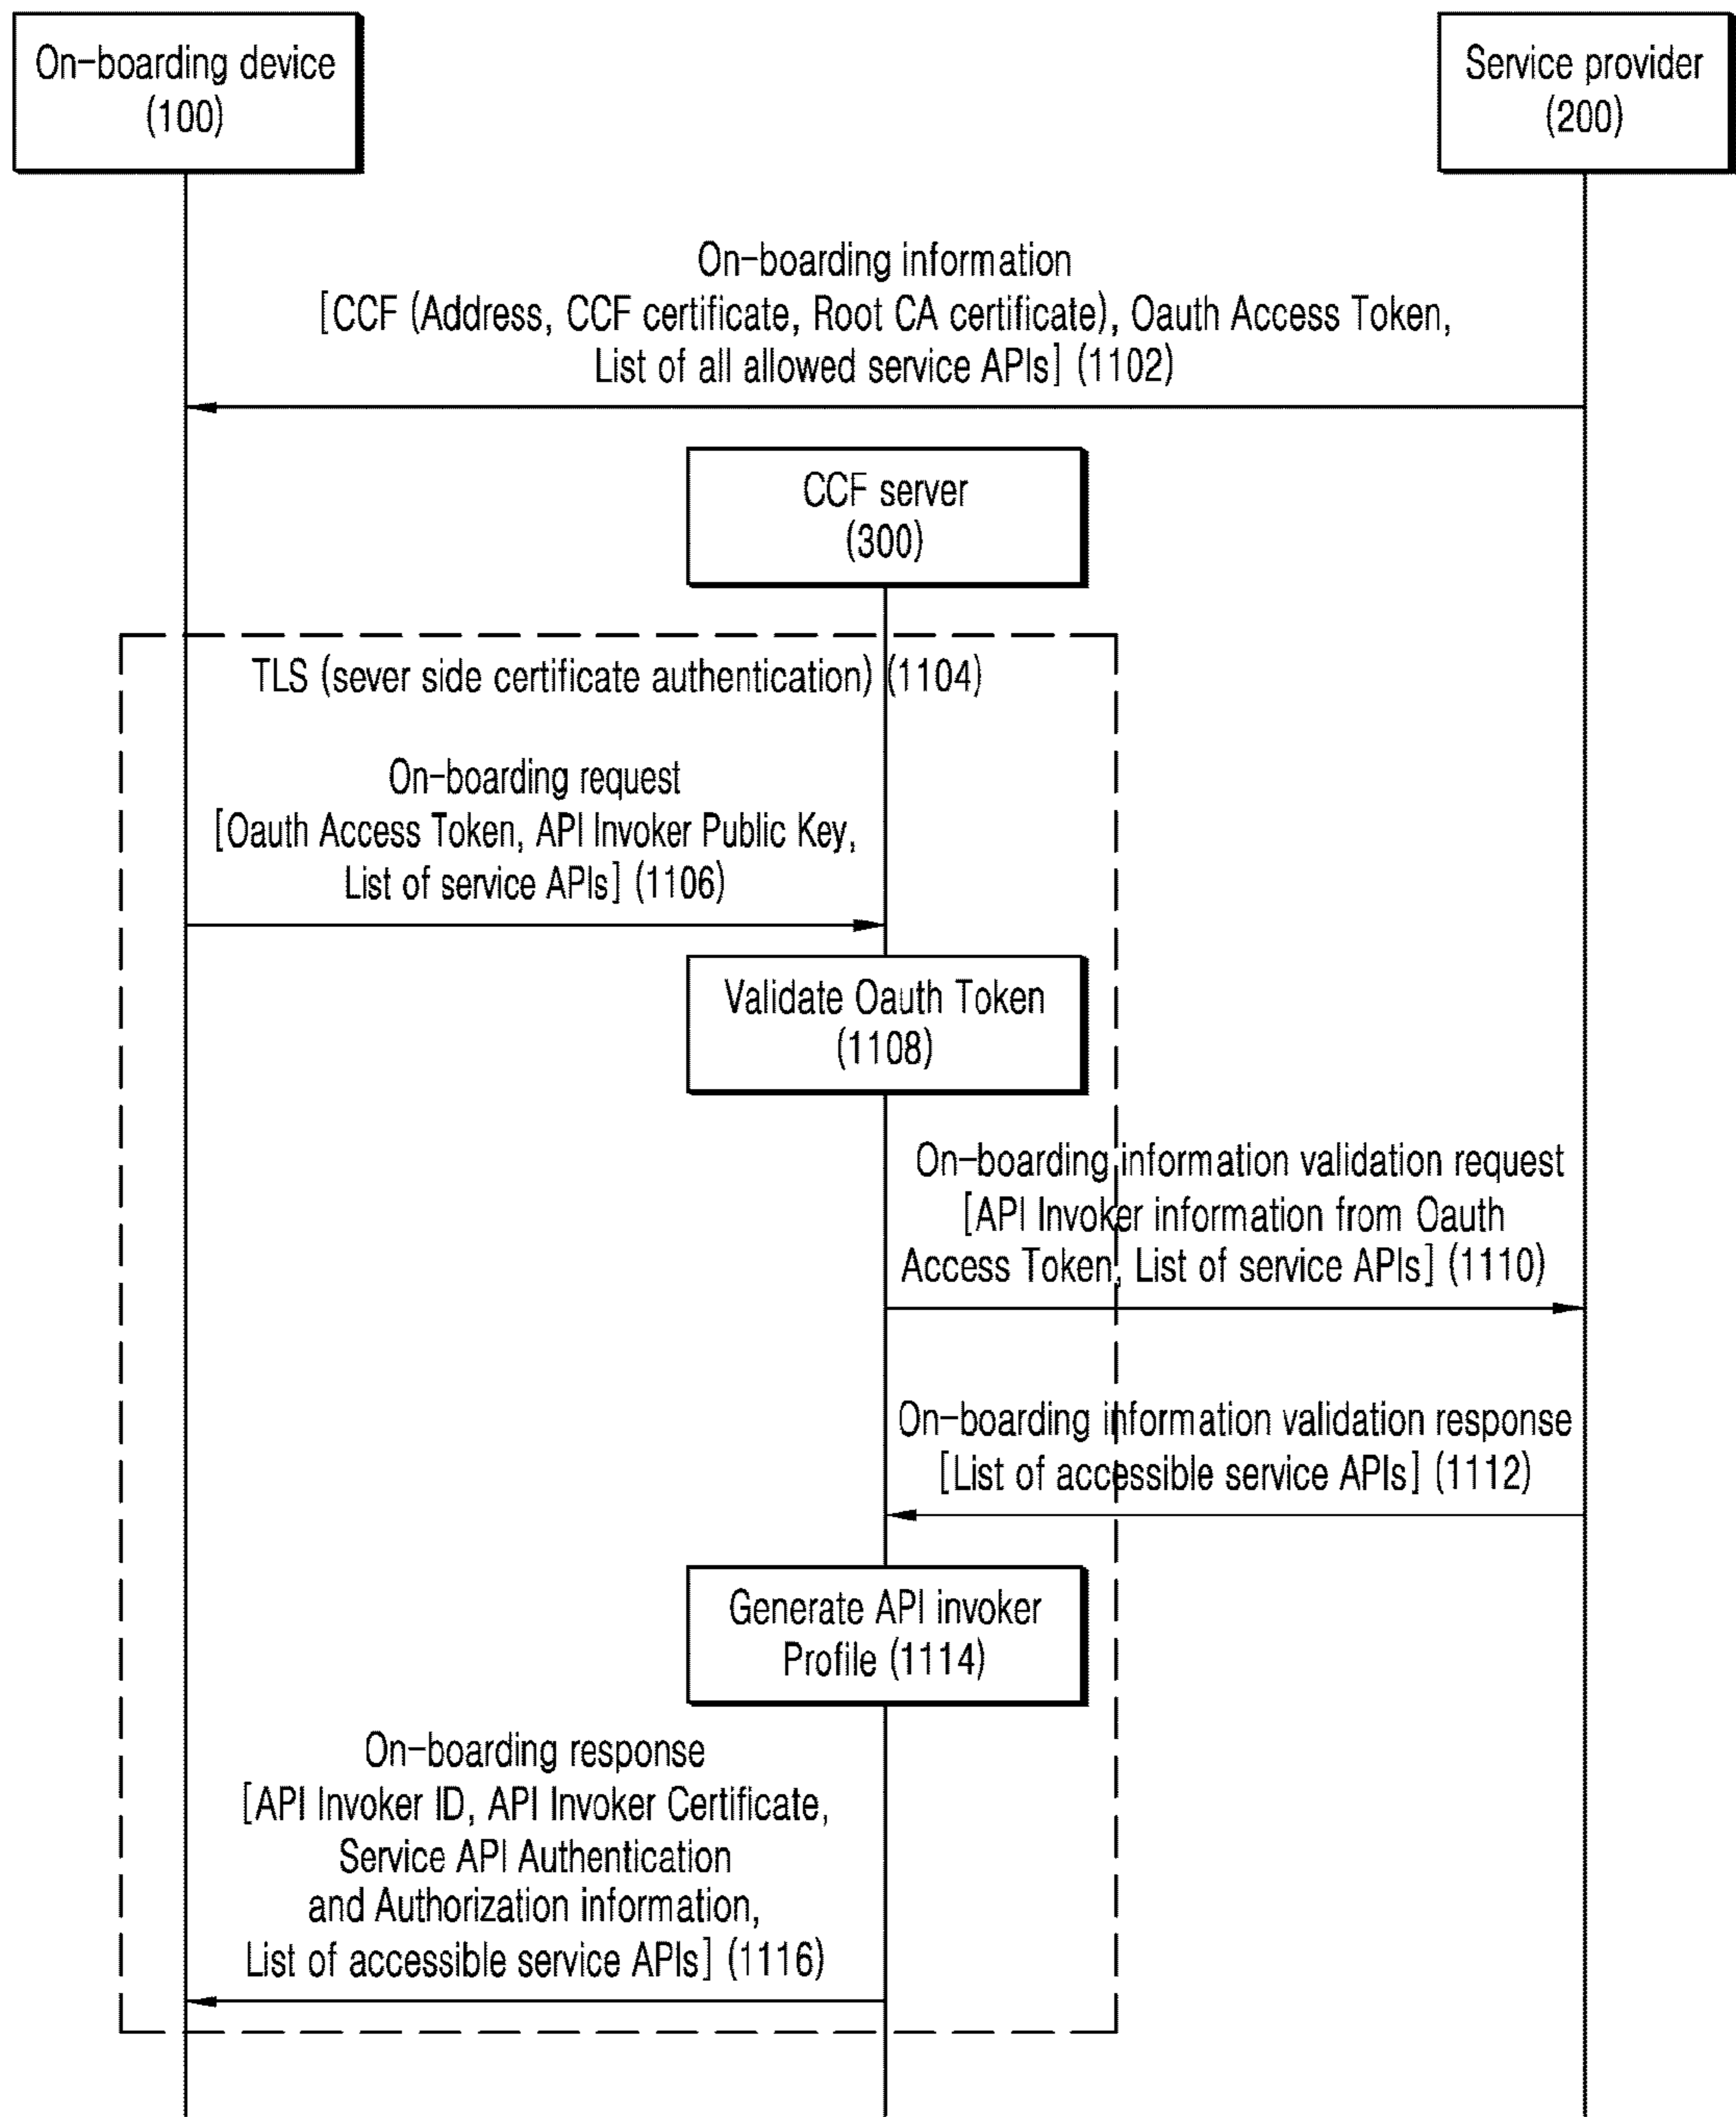 On-boarding device
(100)
Service provider
(200)
On-boarding information
[CCF (Address, CCF certificate, Root CA certificate), Oauth Access Token,
List of all allowed service APIs] (1102)
CCF server
(300)
TLS (sever side certificate authentication) (1104)
On-boarding request
[Oauth Access Token, API Invoker Public Key,
List of service APIs] (1106)
Validate Oauth Token
(1108)
On-boarding information validation request
[API Invoker information from Oauth
Access Token, List of service APIs] (1110)
On-boarding information validation response
[List of accessible service APIs] (1112)
Generate API invoker
Profile (1114)
On-boarding response
[API Invoker ID, API Invoker Certificate,
Service API Authentication
and Authorization information,
List of accessible service APIs] (1116)